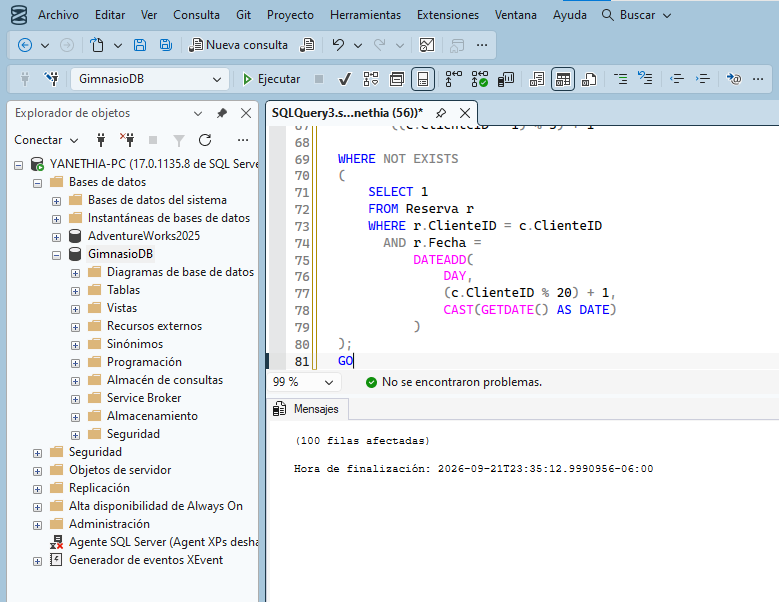 Archivo Editar Ver Consulta Git Proyecto Herramientas Extensiones Ventana Ayuda Buscar
Nueva consulta
GimnasioDB Ejecutar
Explorador de objetos
Conectar
YANETHIA-PC (17.0.1135.8 de SQL Serve
Bases de datos
Bases de datos del sistema
Instantáneas de bases de datos
AdventureWorks2025
GimnasioDB
Diagramas de base de datos
Tablas
Vistas
Recursos externos
Sinónimos
Programación
Almacén de consultas
Service Broker
Almacenamiento
Seguridad
Seguridad
Objetos de servidor
Replicación
Alta disponibilidad de Always On
Administración
Agente SQL Server (Agent XPs desha
Generador de eventos XEvent
SQLQuery3.s...nethia (56))*
67 ((c.ClienteID - 1) % 5) + 1
68
69 WHERE NOT EXISTS
70 (
71 SELECT 1
72 FROM Reserva r
73 WHERE r.ClienteID = c.ClienteID
74 AND r.Fecha =
75 DATEADD(
76 DAY,
77 (c.ClienteID % 20) + 1,
78 CAST(GETDATE() AS DATE)
79 )
80 );
81 GO
99 % No se encontraron problemas.
Mensajes
(100 filas afectadas)
Hora de finalización: 2026-09-21T23:35:12.9990956-06:00